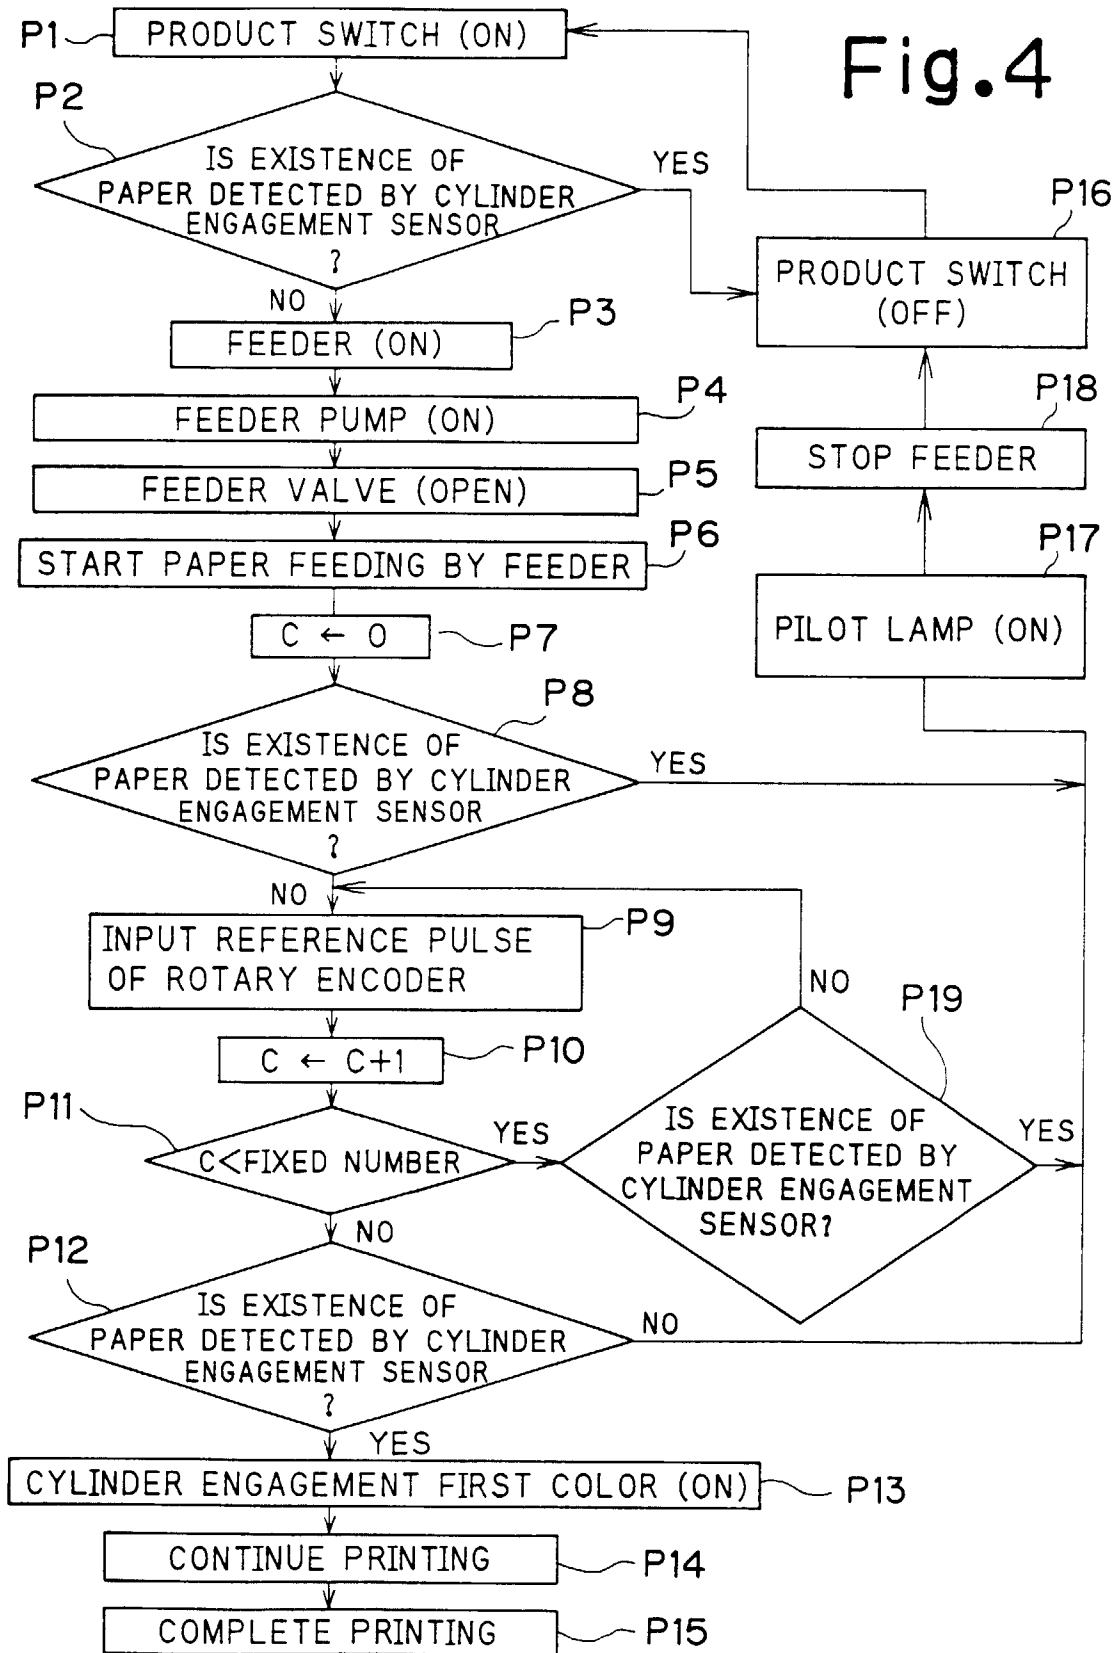 Fig.4
P1
PRODUCT SWITCH (ON)
P2
IS EXISTENCE OF
PAPER DETECTED BY CYLINDER
ENGAGEMENT SENSOR
?
YES
NO
P16
PRODUCT SWITCH
(OFF)
P3
FEEDER (ON)
P4
FEEDER PUMP (ON)
P18
STOP FEEDER
P5
FEEDER VALVE (OPEN)
P6
START PAPER FEEDING BY FEEDER
P17
PILOT LAMP (ON)
C ← 0
P7
P8
IS EXISTENCE OF
PAPER DETECTED BY CYLINDER
ENGAGEMENT SENSOR
?
YES
NO
P9
INPUT REFERENCE PULSE
OF ROTARY ENCODER
NO
P19
C ← C+1
P10
P11
C<FIXED NUMBER
YES
IS EXISTENCE OF
PAPER DETECTED BY
CYLINDER ENGAGEMENT
SENSOR?
YES
NO
P12
IS EXISTENCE OF
PAPER DETECTED BY CYLINDER
ENGAGEMENT SENSOR
?
NO
YES
CYLINDER ENGAGEMENT FIRST COLOR (ON)
P13
CONTINUE PRINTING
P14
COMPLETE PRINTING
P15